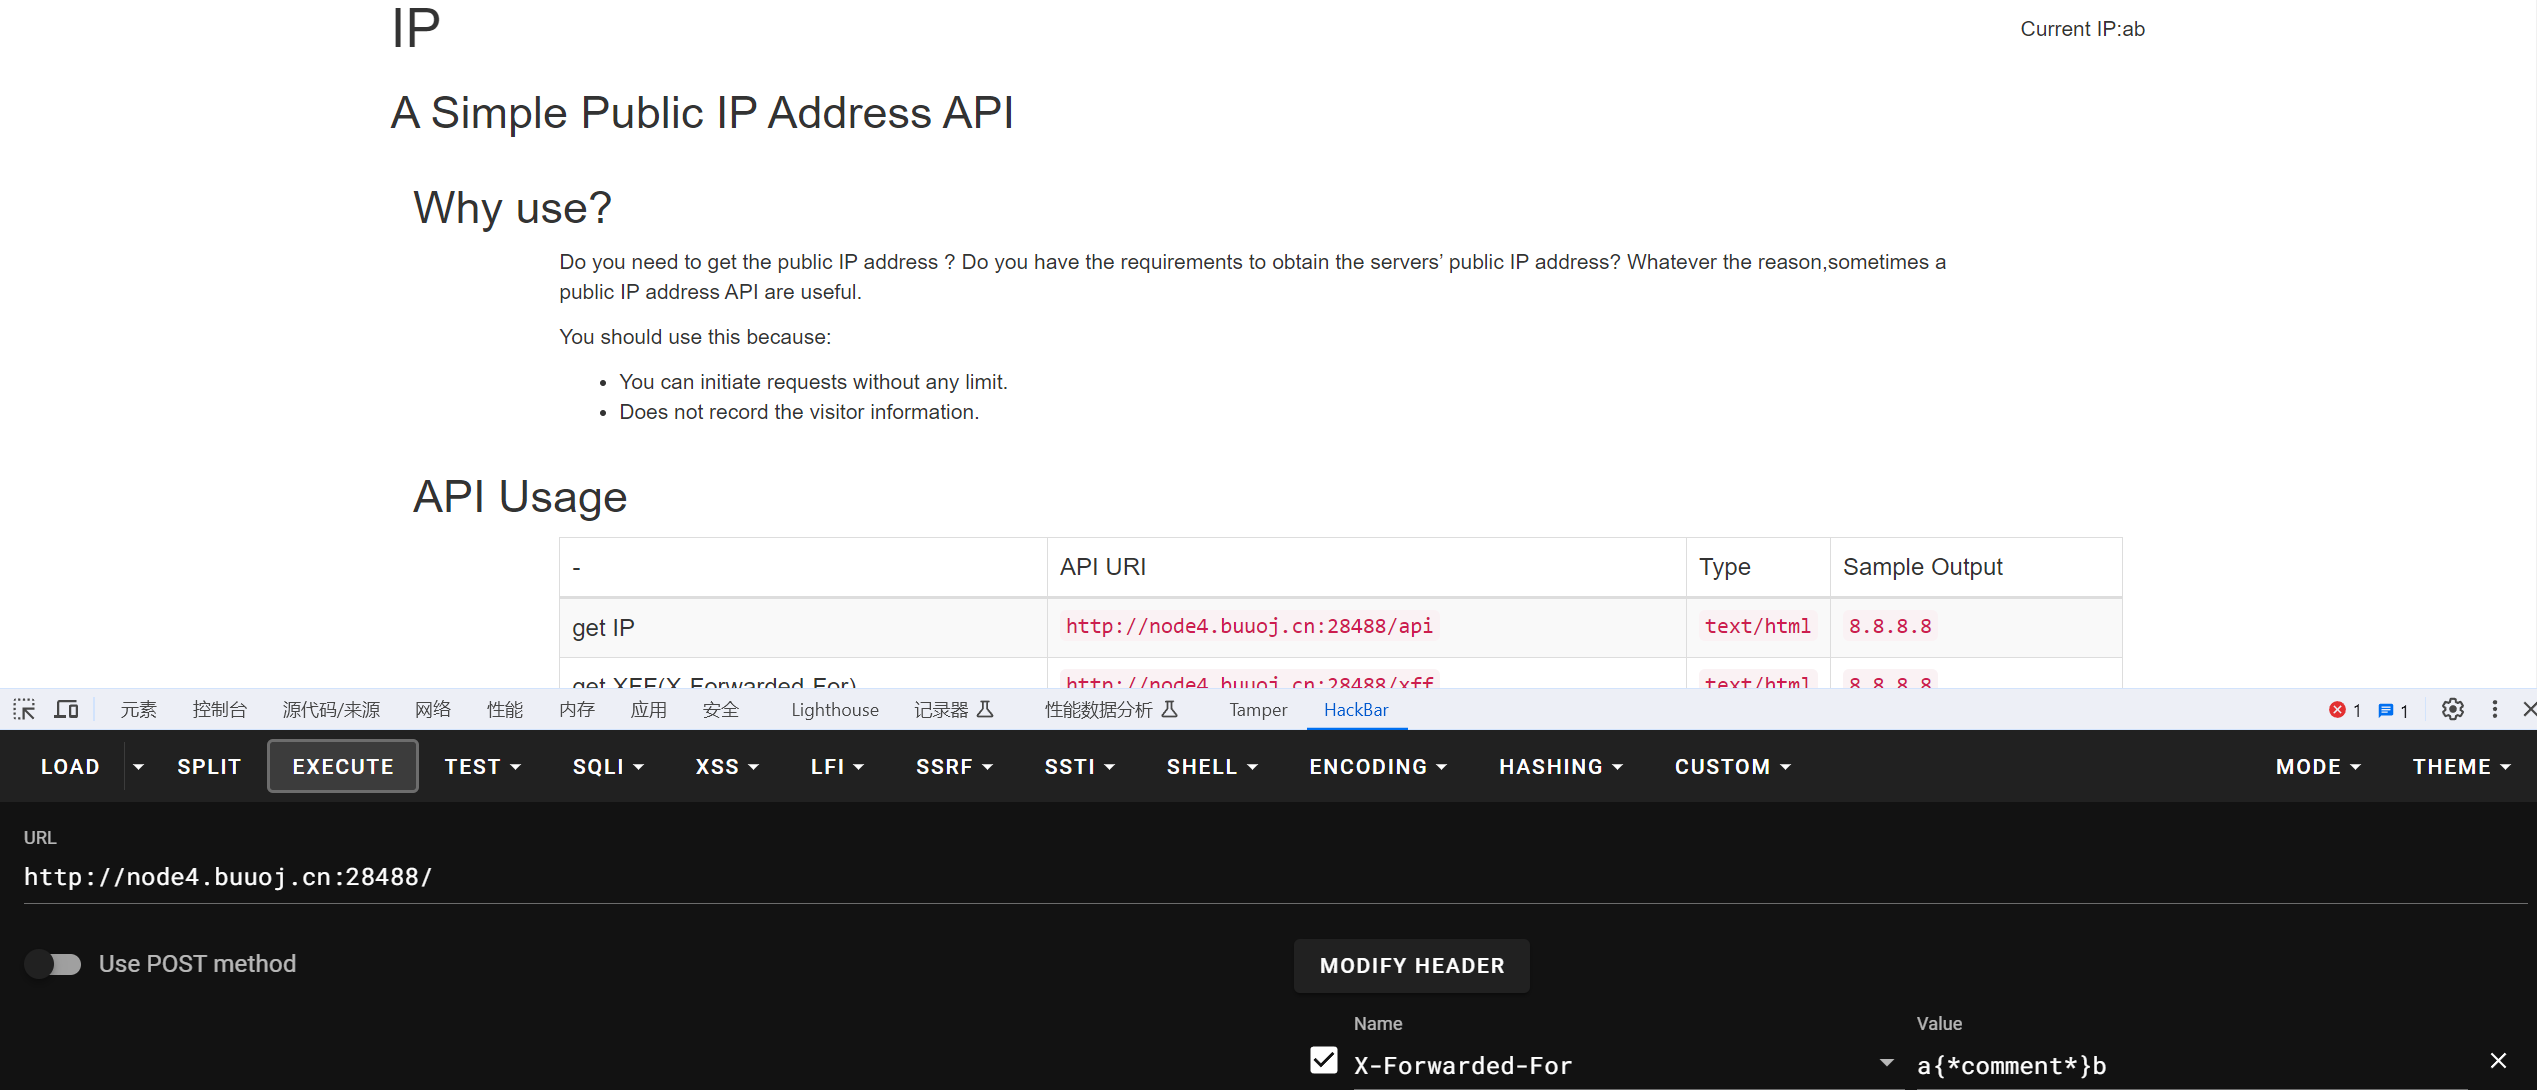 IP
Current IP:ab
A Simple Public IP Address API
Why use?
Do you need to get the public IP address ? Do you have the requirements to obtain the servers’ public IP address? Whatever the reason,sometimes a
public IP address API are useful.
You should use this because:
You can initiate requests without any limit.
Does not record the visitor information.
API Usage
- API URI Type Sample Output
get IP http://node4.buuoj.cn:28488/api text/html 8.8.8.8
get XFF(X-Forwarded-For) http://node4.buuoj.cn:28488/xff text/html 8.8.8.8
元素 控制台 源代码/来源 网络 性能 内存 应用 安全 Lighthouse 记录器 性能数据分析 Tamper HackBar 1 1
LOAD SPLIT EXECUTE TEST SQLI XSS LFI SSRF SSTI SHELL ENCODING HASHING CUSTOM MODE THEME
URL
http://node4.buuoj.cn:28488/
Use POST method
MODIFY HEADER
Name Value
X-Forwarded-For a{*comment*}b